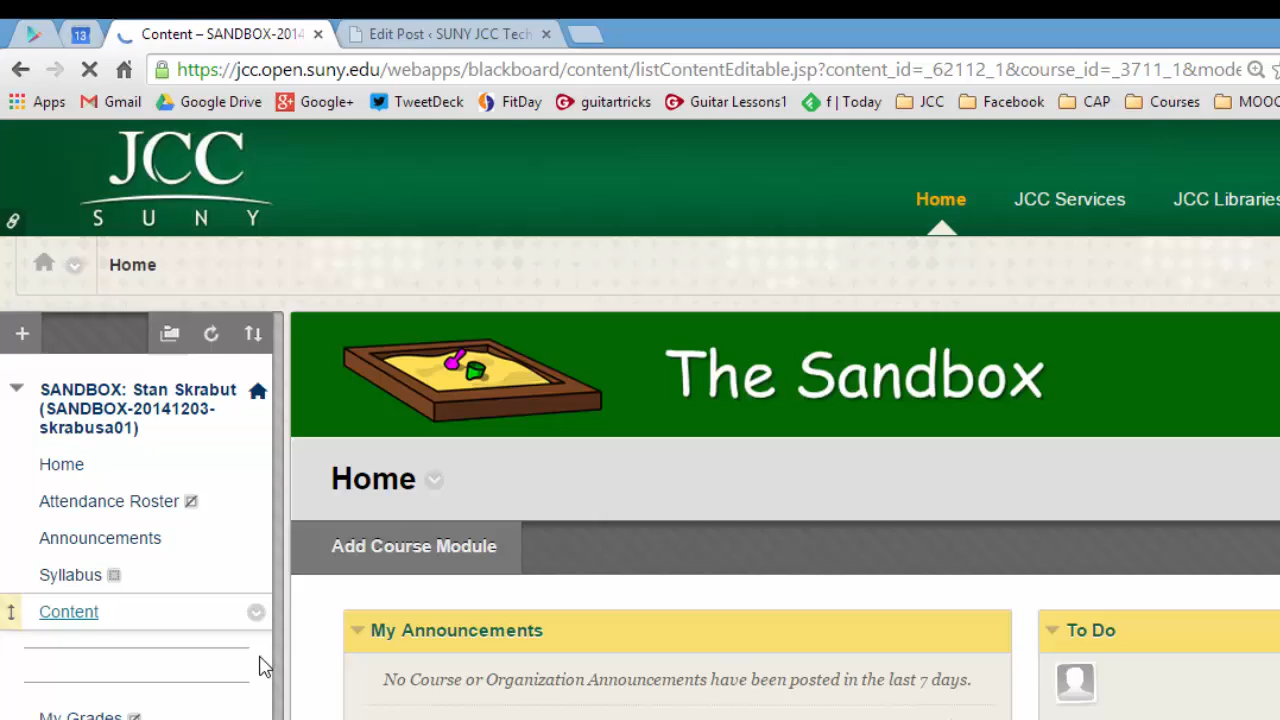 13
Content – SANDBOX-2014
Edit Post ‹ SUNY JCC Tech
https://jcc.open.suny.edu/webapps/blackboard/content/listContentEditable.jsp?content_id=_62112_1&course_id=_3711_1&mode
Apps Gmail Google Drive Google+ TweetDeck FitDay guitartricks Guitar Lessons1 f | Today JCC Facebook CAP Courses MOOC
JCC
SUNY
Home JCC Services JCC Libraries
Home
SANDBOX: Stan Skrabut
(SANDBOX-20141203-
skrabusa01)
Home
Attendance Roster
Announcements
Syllabus
Content
My Grades
The Sandbox
Home
Add Course Module
My Announcements
No Course or Organization Announcements have been posted in the last 7 days.
To Do